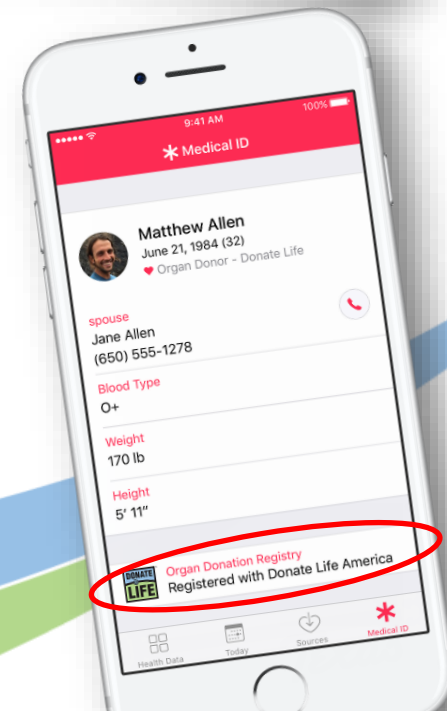 9:41 AM
100%
Medical ID
Matthew Allen
June 21, 1984 (32)
Organ Donor - Donate Life
spouse
Jane Allen
(650) 555-1278
Blood Type
O+
Weight
170 lb
Height
5' 11"
DONATE
LIFE
Organ Donation Registry
Registered with Donate Life America
Health Data
Today
Sources
Medical ID